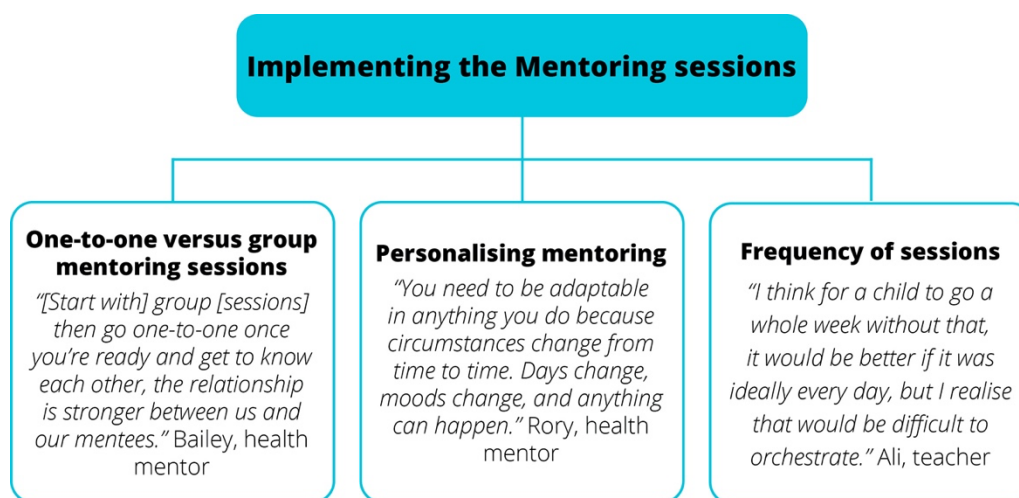 Implementing the Mentoring sessions
One-to-one versus group
mentoring sessions
“[Start with] group [sessions]
then go one-to-one once
you’re ready and get to know
each other, the relationship
is stronger between us and
our mentees.” Bailey, health
mentor
Personalising mentoring
“You need to be adaptable
in anything you do because
circumstances change from
time to time. Days change,
moods change, and anything
can happen.” Rory, health
mentor
Frequency of sessions
“I think for a child to go a
whole week without that,
it would be better if it was
ideally every day, but I realise
that would be difficult to
orchestrate.” Ali, teacher